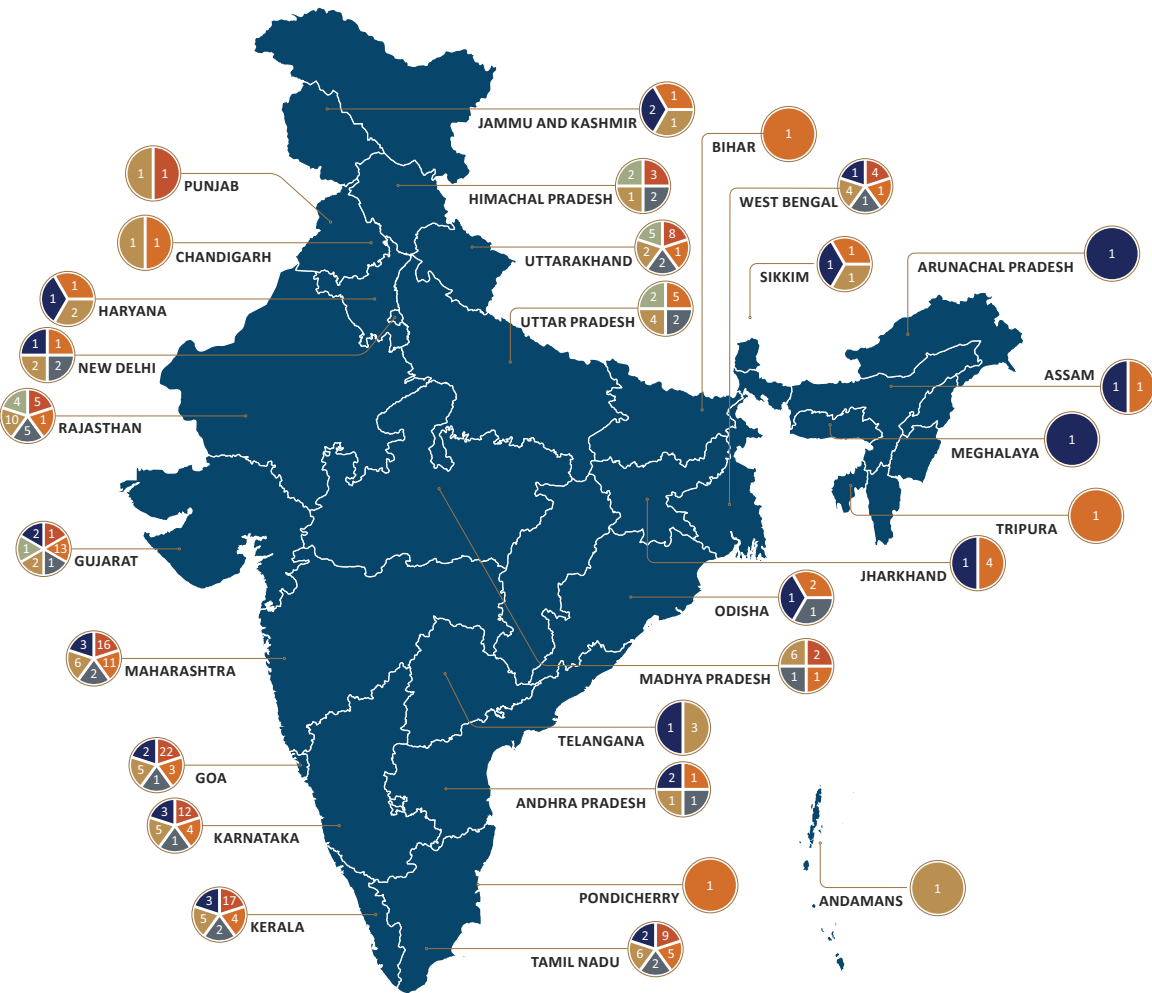 1
2
1
JAMMU AND KASHMIR
BIHAR
1
1 1
PUNJAB
2 3
1 2
HIMACHAL PRADESH
1 4
4 1
1
WEST BENGAL
1 1
CHANDIGARH
5 8
2 1
2
UTTARAKHAND
1
1
1
SIKKIM
ARUNACHAL PRADESH
1
1
1
2
HARYANA
2 5
4 2
UTTAR PRADESH
1 1
2 2
NEW DELHI
ASSAM
1 1
4 5
10 1
5
RAJASTHAN
MEGHALAYA
1
TRIPURA
1
2 1
1 13
2 1
GUJARAT
JHARKHAND
1 4
2
1
1
ODISHA
3 16
6 11
2
MAHARASHTRA
6 2
1 1
MADHYA PRADESH
TELANGANA
1 3
2 22
5 3
1
GOA
2 1
1 1
ANDHRA PRADESH
3 12
5 4
1
KARNATAKA
PONDICHERRY
1
ANDAMANS
1
3 17
5 4
2
KERALA
2 9
6 5
2
TAMIL NADU